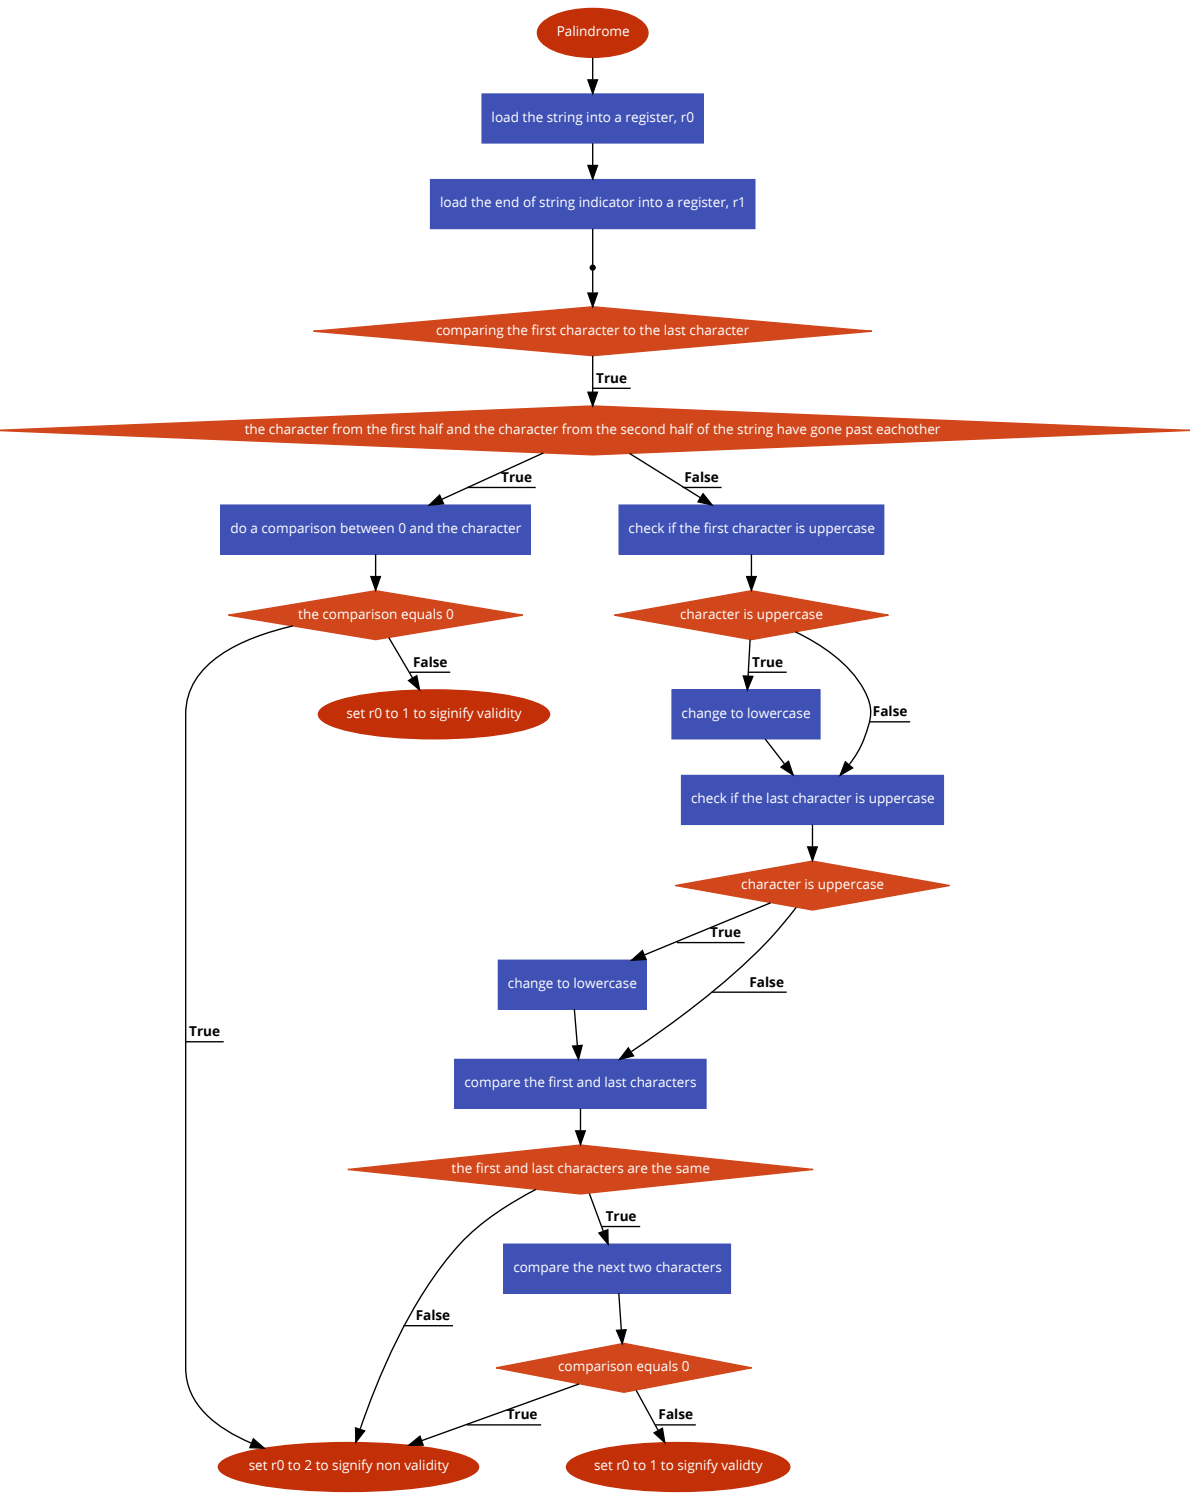 Palindrome
load the string into a register, r0
load the end of string indicator into a register, r1
comparing the first character to the last character
True
the character from the first half and the character from the second half of the string have gone past eachother
True
False
do a comparison between 0 and the character
check if the first character is uppercase
the comparison equals 0
character is uppercase
False
True
set r0 to 1 to siginify validity
change to lowercase
False
check if the last character is uppercase
character is uppercase
True
change to lowercase
False
True
compare the first and last characters
the first and last characters are the same
True
compare the next two characters
False
comparison equals 0
True
False
set r0 to 2 to signify non validity
set r0 to 1 to signify validty